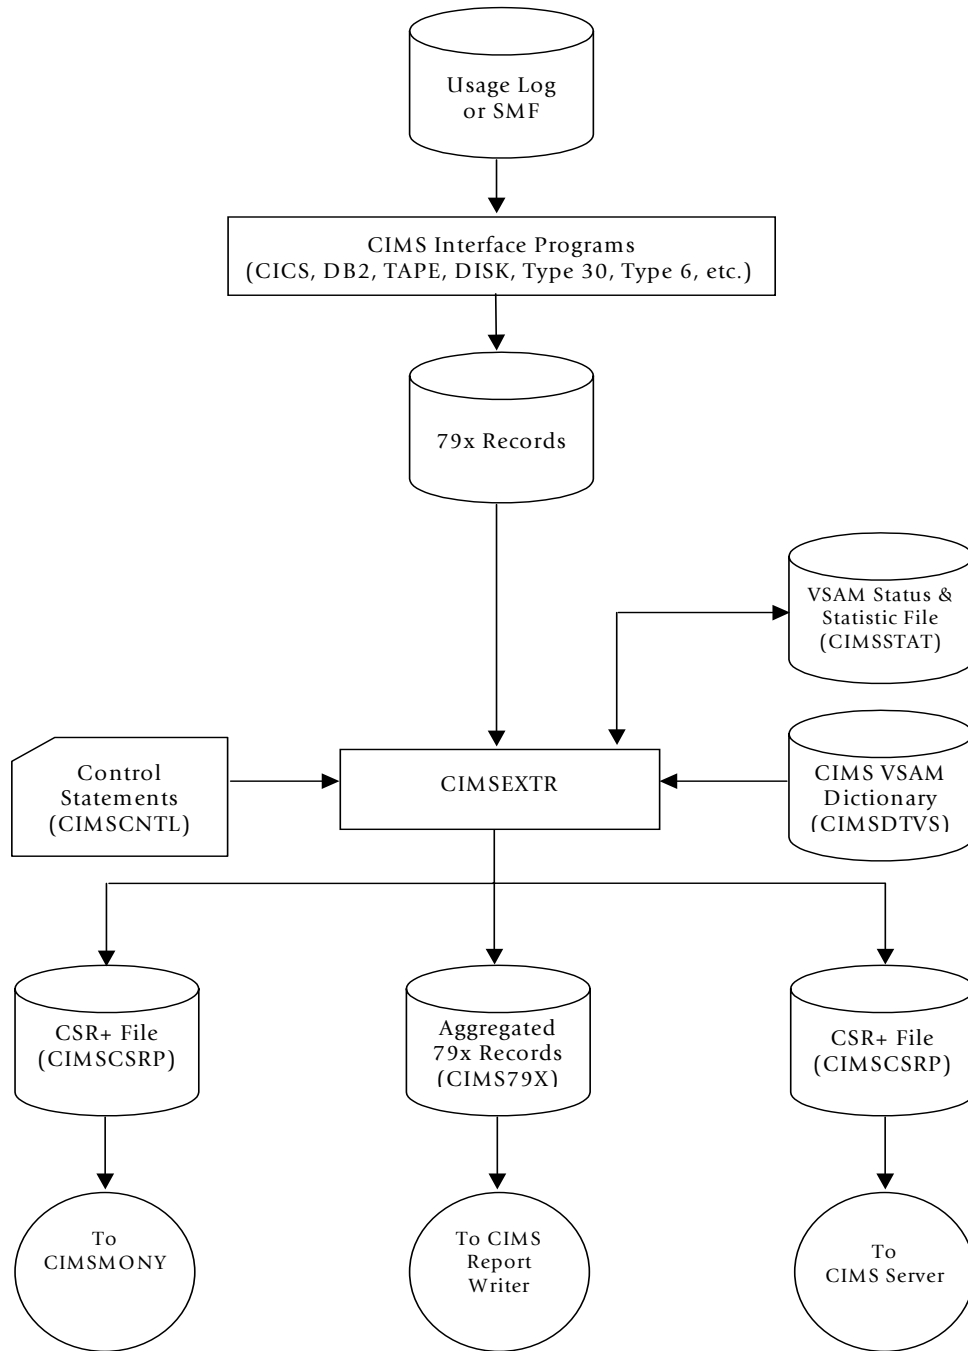 Usage Log
or SMF
CIMS Interface Programs
(CICS, DB2, TAPE, DISK, Type 30, Type 6, etc.)
79x Records
VSAM Status &
Statistic File
(CIMSSTAT)
Control
Statements
(CIMSCNTL)
CIMSEXTR
CIMS VSAM
Dictionary
(CIMSDTVS)
CSR+ File
(CIMSCSRP)
Aggregated
79x Records
(CIMS79X)
CSR+ File
(CIMSCSRP)
To
CIMSMONY
To CIMS
Report
Writer
To
CIMS Server